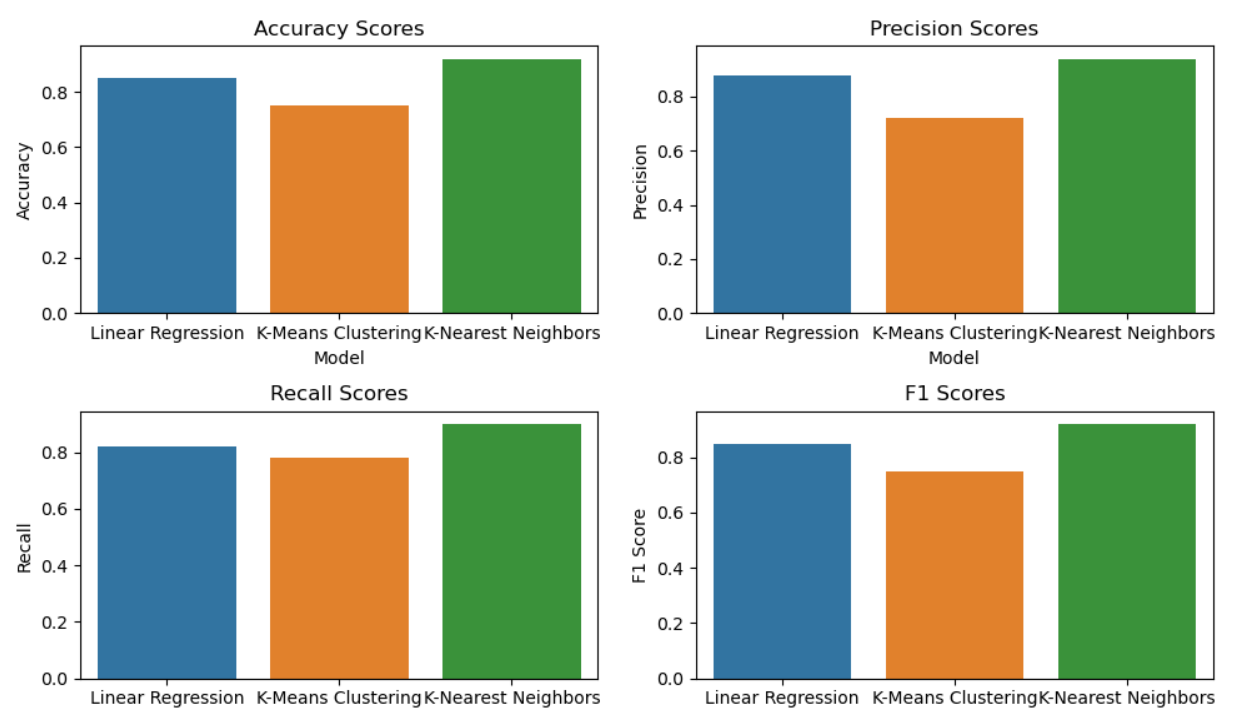 Accuracy Scores
Accuracy
0.8
0.6
0.4
0.2
0.0
Linear Regression K-Means Clustering K-Nearest Neighbors
Model
Precision Scores
Precision
0.8
0.6
0.4
0.2
0.0
Linear Regression K-Means Clustering K-Nearest Neighbors
Model
Recall Scores
Recall
0.8
0.6
0.4
0.2
0.0
Linear Regression K-Means Clustering K-Nearest Neighbors
F1 Scores
F1 Score
0.8
0.6
0.4
0.2
0.0
Linear Regression K-Means Clustering K-Nearest Neighbors